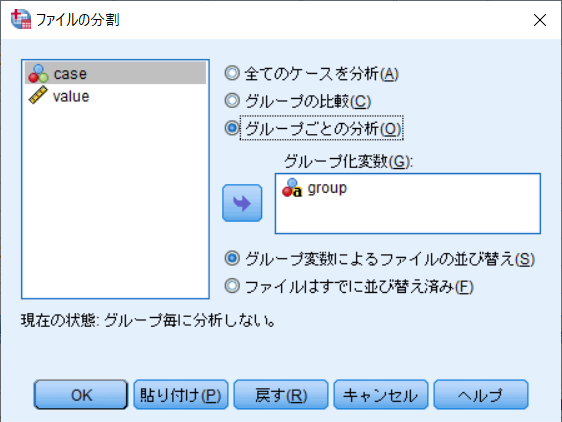 ファイルの分割
case
value
全てのケースを分析(A)
グループの比較(C)
グループごとの分析(O)
グループ化変数(G):
a group
グループ変数によるファイルの並び替え(S)
ファイルはすでに並び替え済み(F)
現在の状態: グループ毎に分析しない。
OK
貼り付け(P)
戻す(R)
キャンセル
ヘルプ